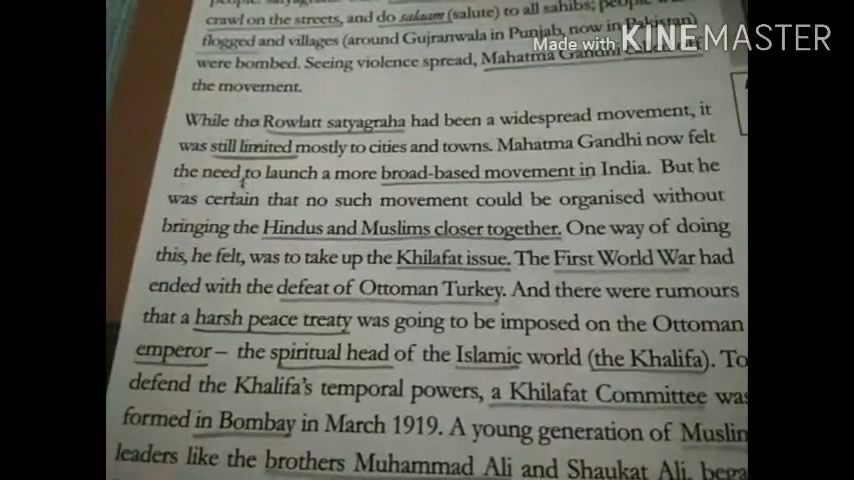 crawl on the streets, and do salaam (salute) to all sahibs;
flogged and villages (around Gujranwala in Punjab, now in Pakistan)
Made with KINEMASTER
were bombed. Seeing violence spread, Mahatma Gandhi
the movement.
While the Rowlatt satyagraha had been a widespread movement, it
was still limited mostly to cities and towns. Mahatma Gandhi now felt
the need to launch a more broad-based movement in India. But he
was certain that no such movement could be organised without
bringing the Hindus and Muslims closer together. One way of doing
this, he felt, was to take up the Khilafat issue. The First World War had
ended with the defeat of Ottoman Turkey. And there were rumours
that a harsh peace treaty was going to be imposed on the Ottoman
emperor – the spiritual head of the Islamic world (the Khalifa). To
defend the Khalifa's temporal powers, a Khilafat Committee was
formed in Bombay in March 1919. A young generation of Muslim
leaders like the brothers Muhammad Ali and Shaukat Ali, bega